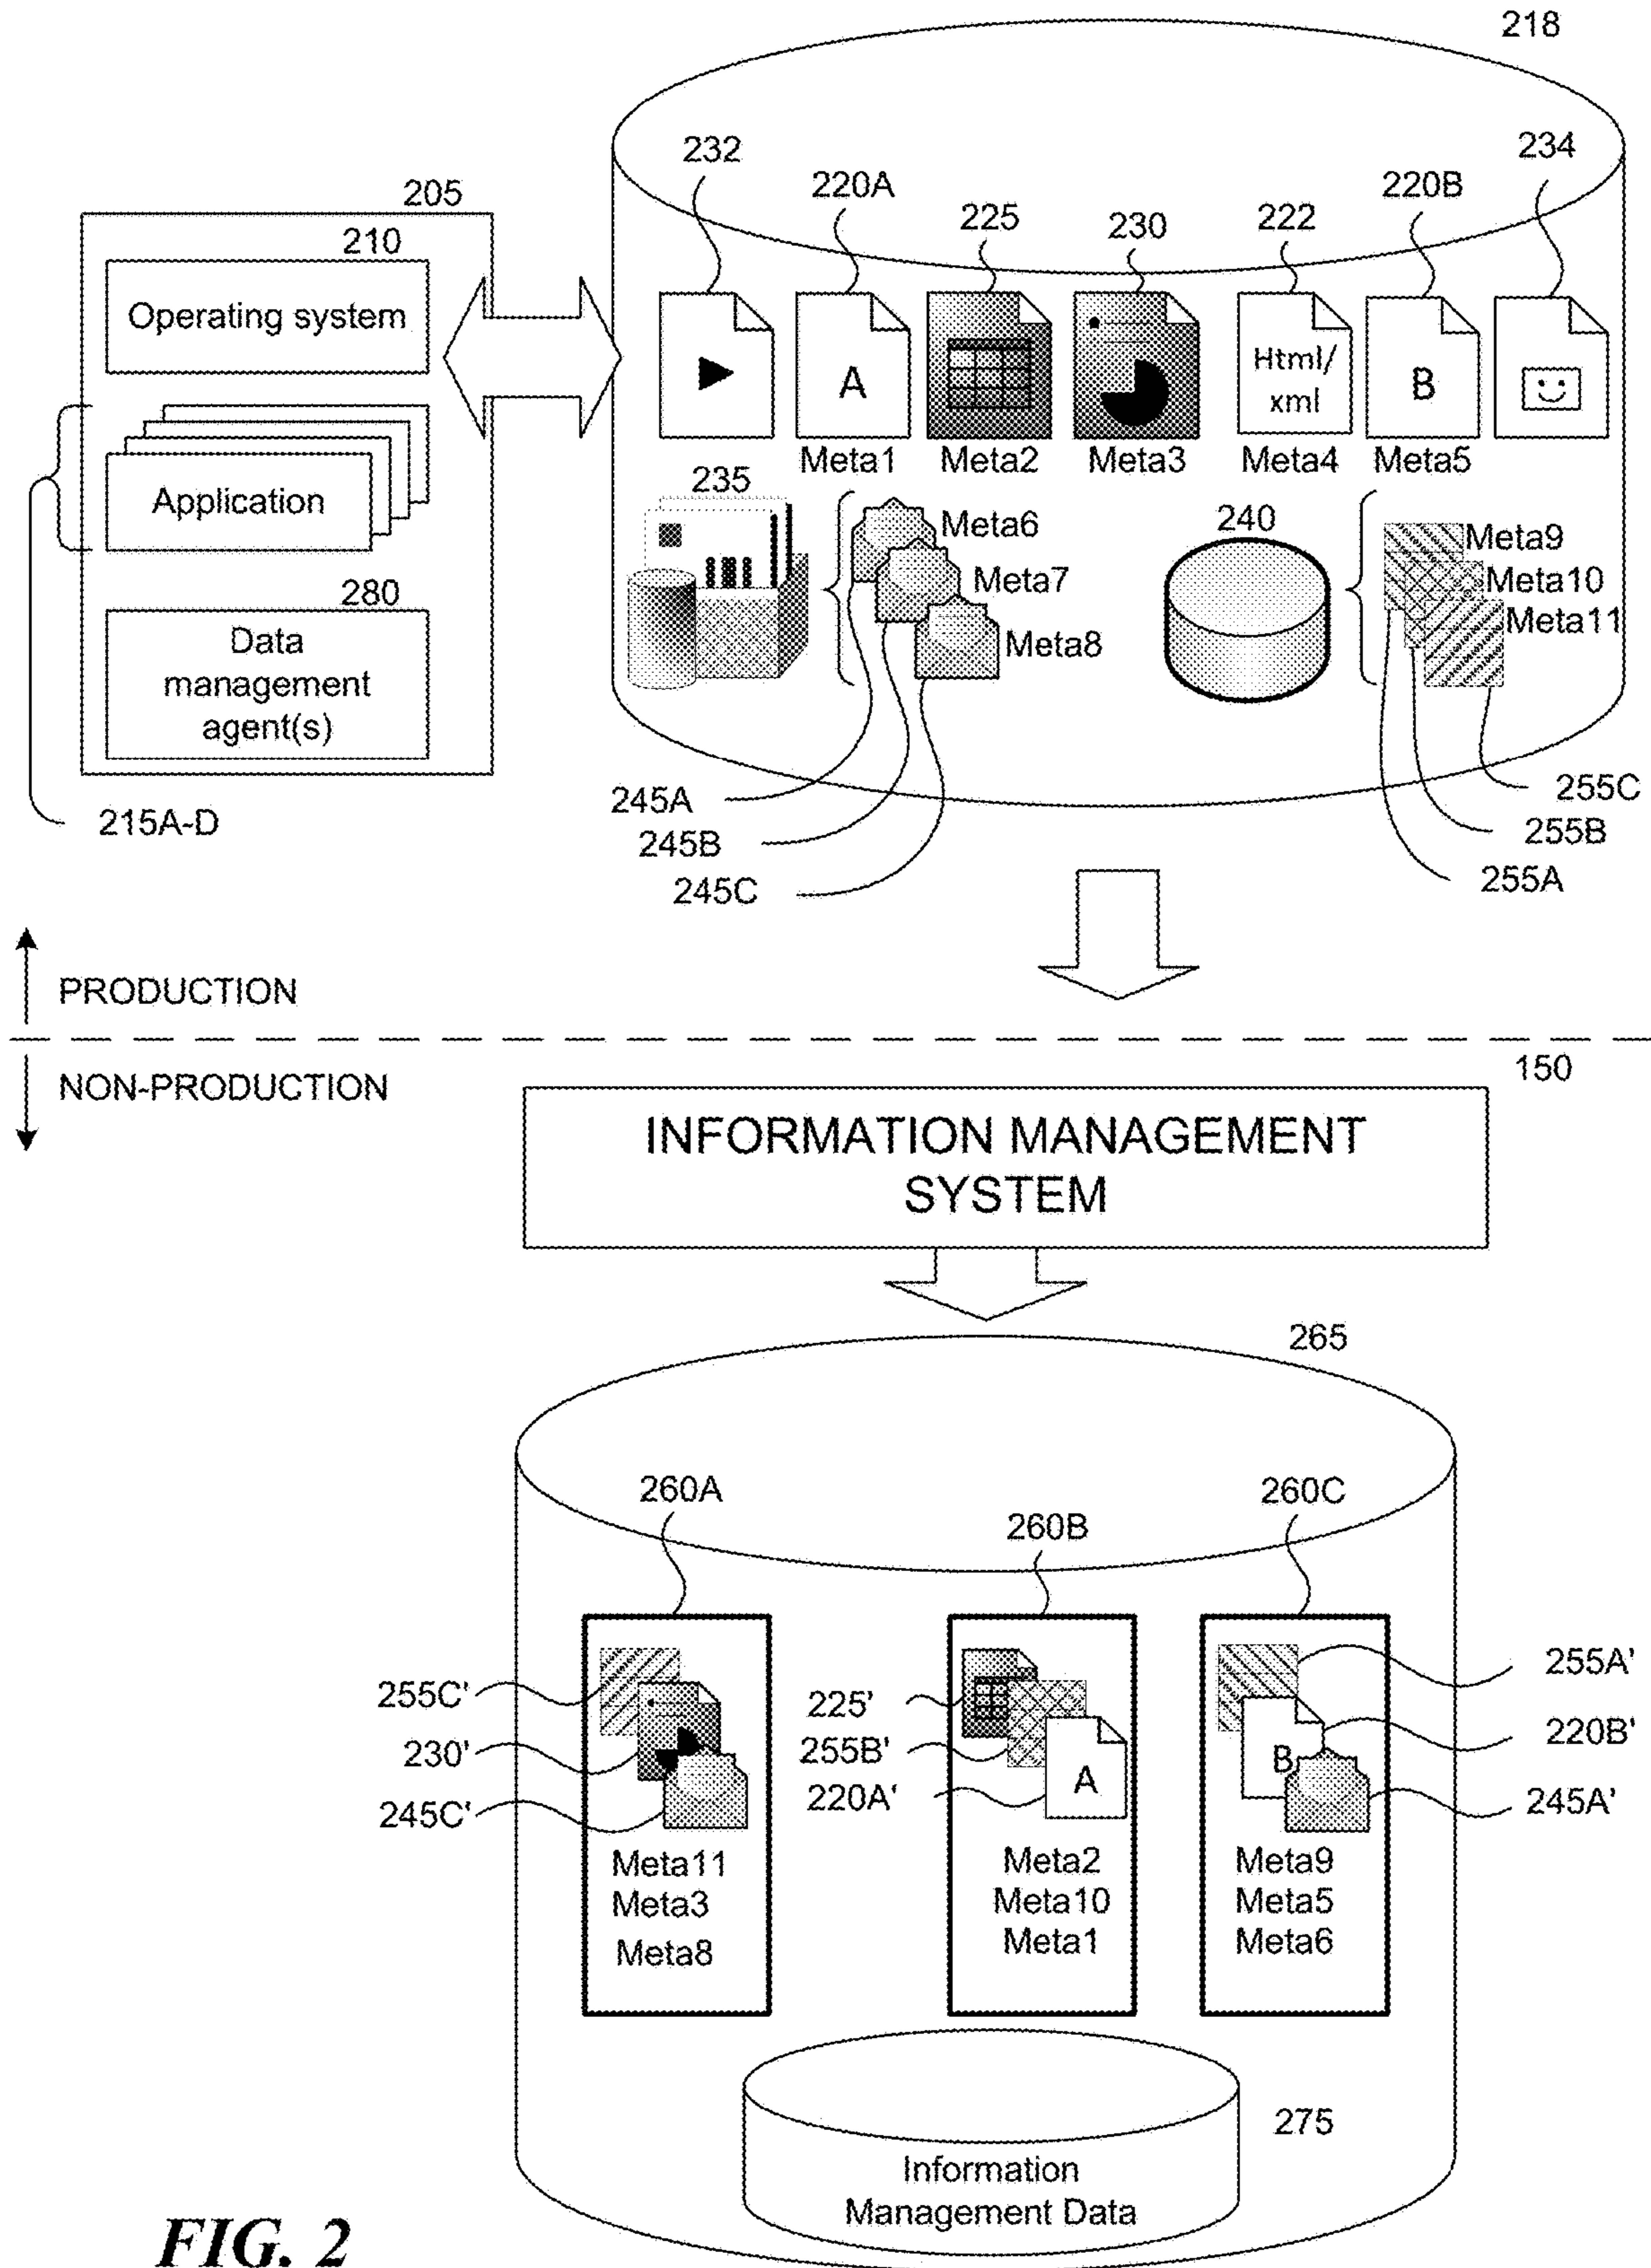 218
232
234
220A
220B
205
225
230
222
210
Operating system
A
Html/
xml
B
Meta1
Meta2
Meta3
Meta4
Meta5
235
Application
Meta6
240
Meta9
Meta7
Meta10
280
Meta11
Data
management
agent(s)
Meta8
245A
255C
215A-D
245B
255B
245C
255A
PRODUCTION
150
NON-PRODUCTION
INFORMATION MANAGEMENT
SYSTEM
265
260A
260C
260B
255C'
225'
255A'
230'
255B'
B
220B'
220A'
A
245C'
245A'
Meta11
Meta3
Meta8
Meta2
Meta10
Meta1
Meta9
Meta5
Meta6
275
Information
Management Data
FIG. 2